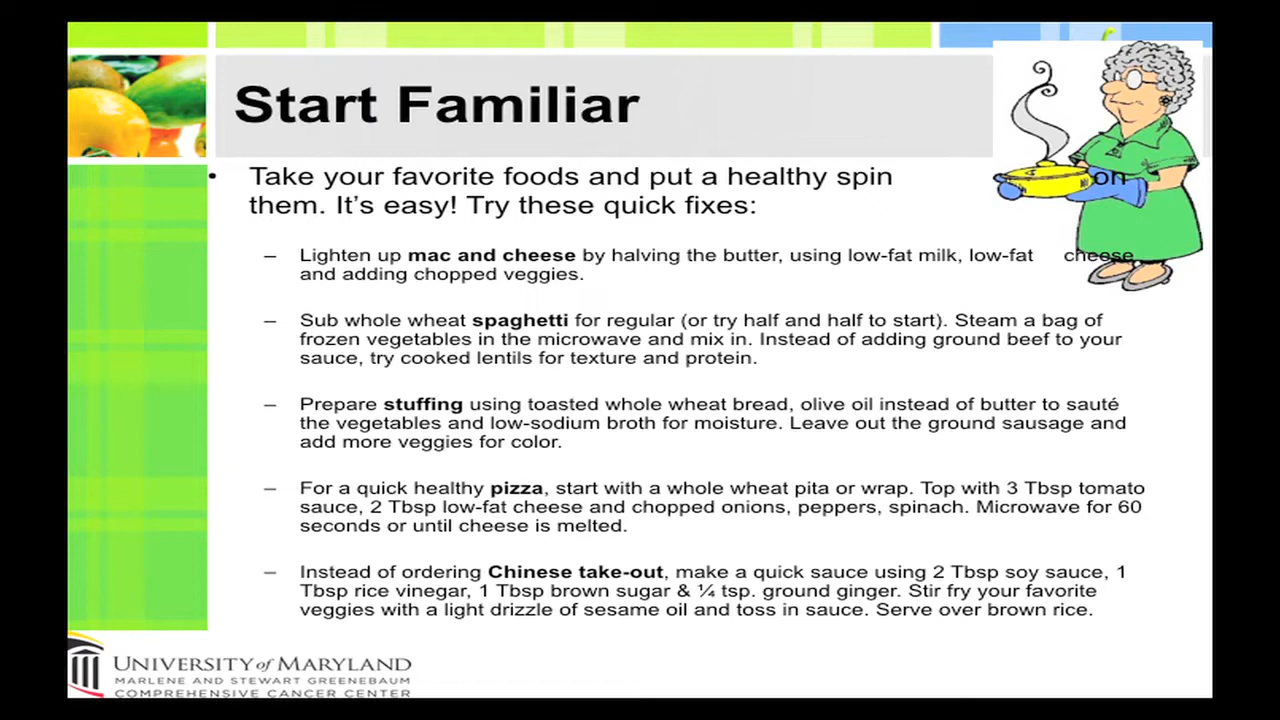 Start Familiar
• Take your favorite foods and put a healthy spin on
them. It's easy! Try these quick fixes:
– Lighten up mac and cheese by halving the butter, using low-fat milk, low-fat cheese
and adding chopped veggies.
– Sub whole wheat spaghetti for regular (or try half and half to start). Steam a bag of
frozen vegetables in the microwave and mix in. Instead of adding ground beef to your
sauce, try cooked lentils for texture and protein.
– Prepare stuffing using toasted whole wheat bread, olive oil instead of butter to sauté
the vegetables and low-sodium broth for moisture. Leave out the ground sausage and
add more veggies for color.
– For a quick healthy pizza, start with a whole wheat pita or wrap. Top with 3 Tbsp tomato
sauce, 2 Tbsp low-fat cheese and chopped onions, peppers, spinach. Microwave for 60
seconds or until cheese is melted.
– Instead of ordering Chinese take-out, make a quick sauce using 2 Tbsp soy sauce, 1
Tbsp rice vinegar, 1 Tbsp brown sugar & ¼ tsp. ground ginger. Stir fry your favorite
veggies with a light drizzle of sesame oil and toss in sauce. Serve over brown rice.
UNIVERSITY of MARYLAND
MARLENE AND STEWART GREENEBAUM
COMPREHENSIVE CANCER CENTER